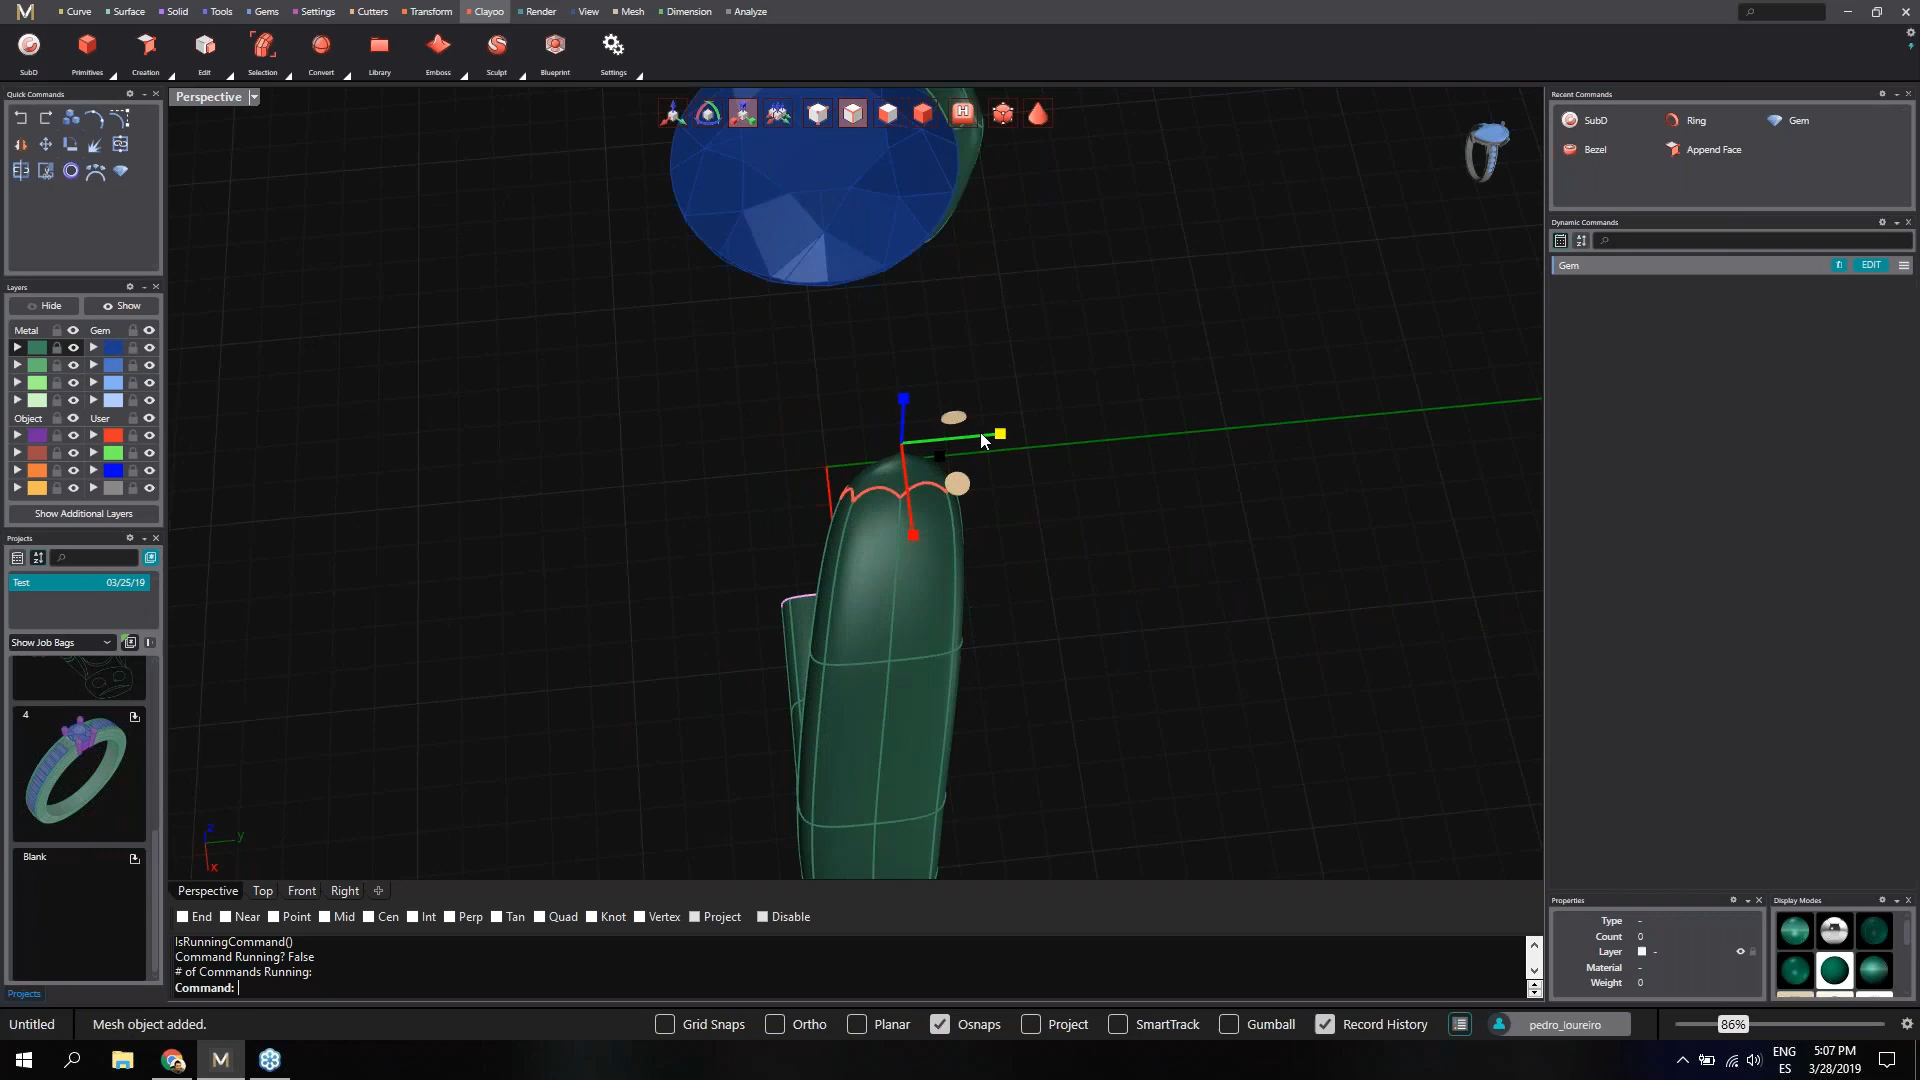 Curve Surface Solid Tools Gems Settings Cutters Transform Clayoo Render View Mesh Dimension Analyze
SubD Primitives Creation Edit Selection Convert Library Emboss Sculpt Blueprint Settings
Quick Commands
Perspective
Recent Commands
SubD Ring Gem
Bezel Append Face
Dynamic Commands
Gem EDIT
Layers
Hide Show
Metal Gem
Object User
Show Additional Layers
Projects
Test 03/25/19
Show Job Bags
4
Blank
Projects
z
y
x
Perspective Top Front Right
End Near Point Mid Cen Int Perp Tan Quad Knot Vertex Project Disable
IsRunningCommand()
Command Running? False
# of Commands Running:
Command:
Properties
Type -
Count 0
Layer -
Material -
Weight 0
Display Modes
Untitled Mesh object added. Grid Snaps Ortho Planar Osnaps Project SmartTrack Gumball Record History pedro_loureiro 86%
ENG
ES
5:07 PM
3/28/2019